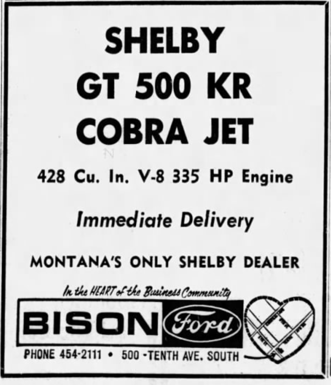 SHELBY
GT 500 KR
COBRA JET
428 Cu. In. V-8 335 HP Engine
Immediate Delivery
MONTANA'S ONLY SHELBY DEALER
In the HEART of the Business Community
BISON Ford
PHONE 454-2111 • 500 -TENTH AVE. SOUTH